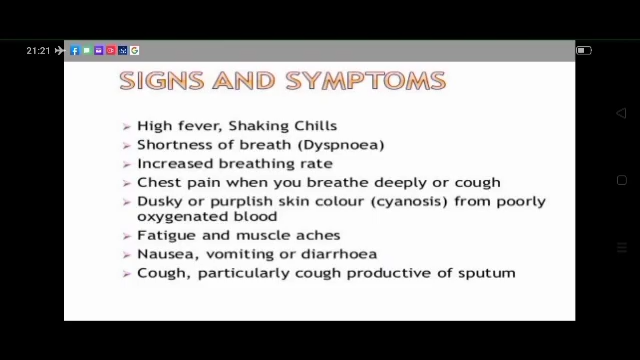 21:21
SIGNS AND SYMPTOMS
High fever, Shaking Chills
Shortness of breath (Dyspnoea)
Increased breathing rate
Chest pain when you breathe deeply or cough
Dusky or purplish skin colour (cyanosis) from poorly
oxygenated blood
Fatigue and muscle aches
Nausea, vomiting or diarrhoea
Cough, particularly cough productive of sputum